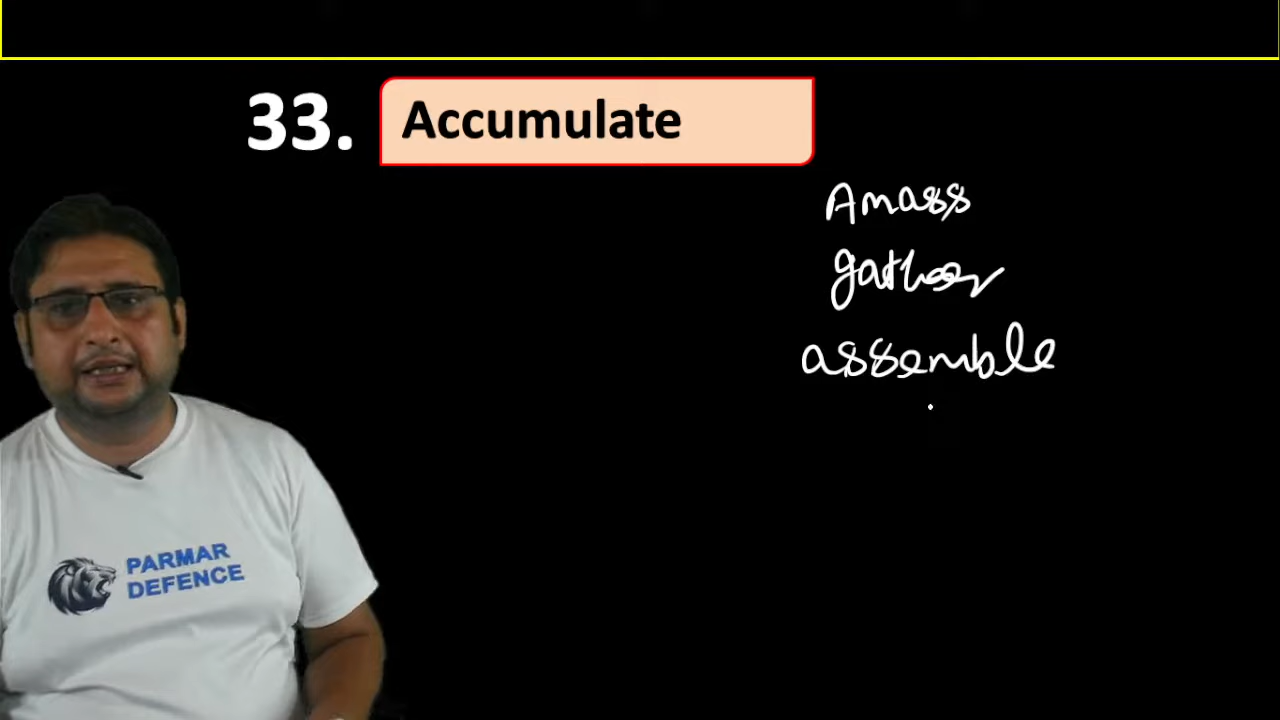 33. Accumulate
Amass
gather
assemble
PARMAR
DEFENCE